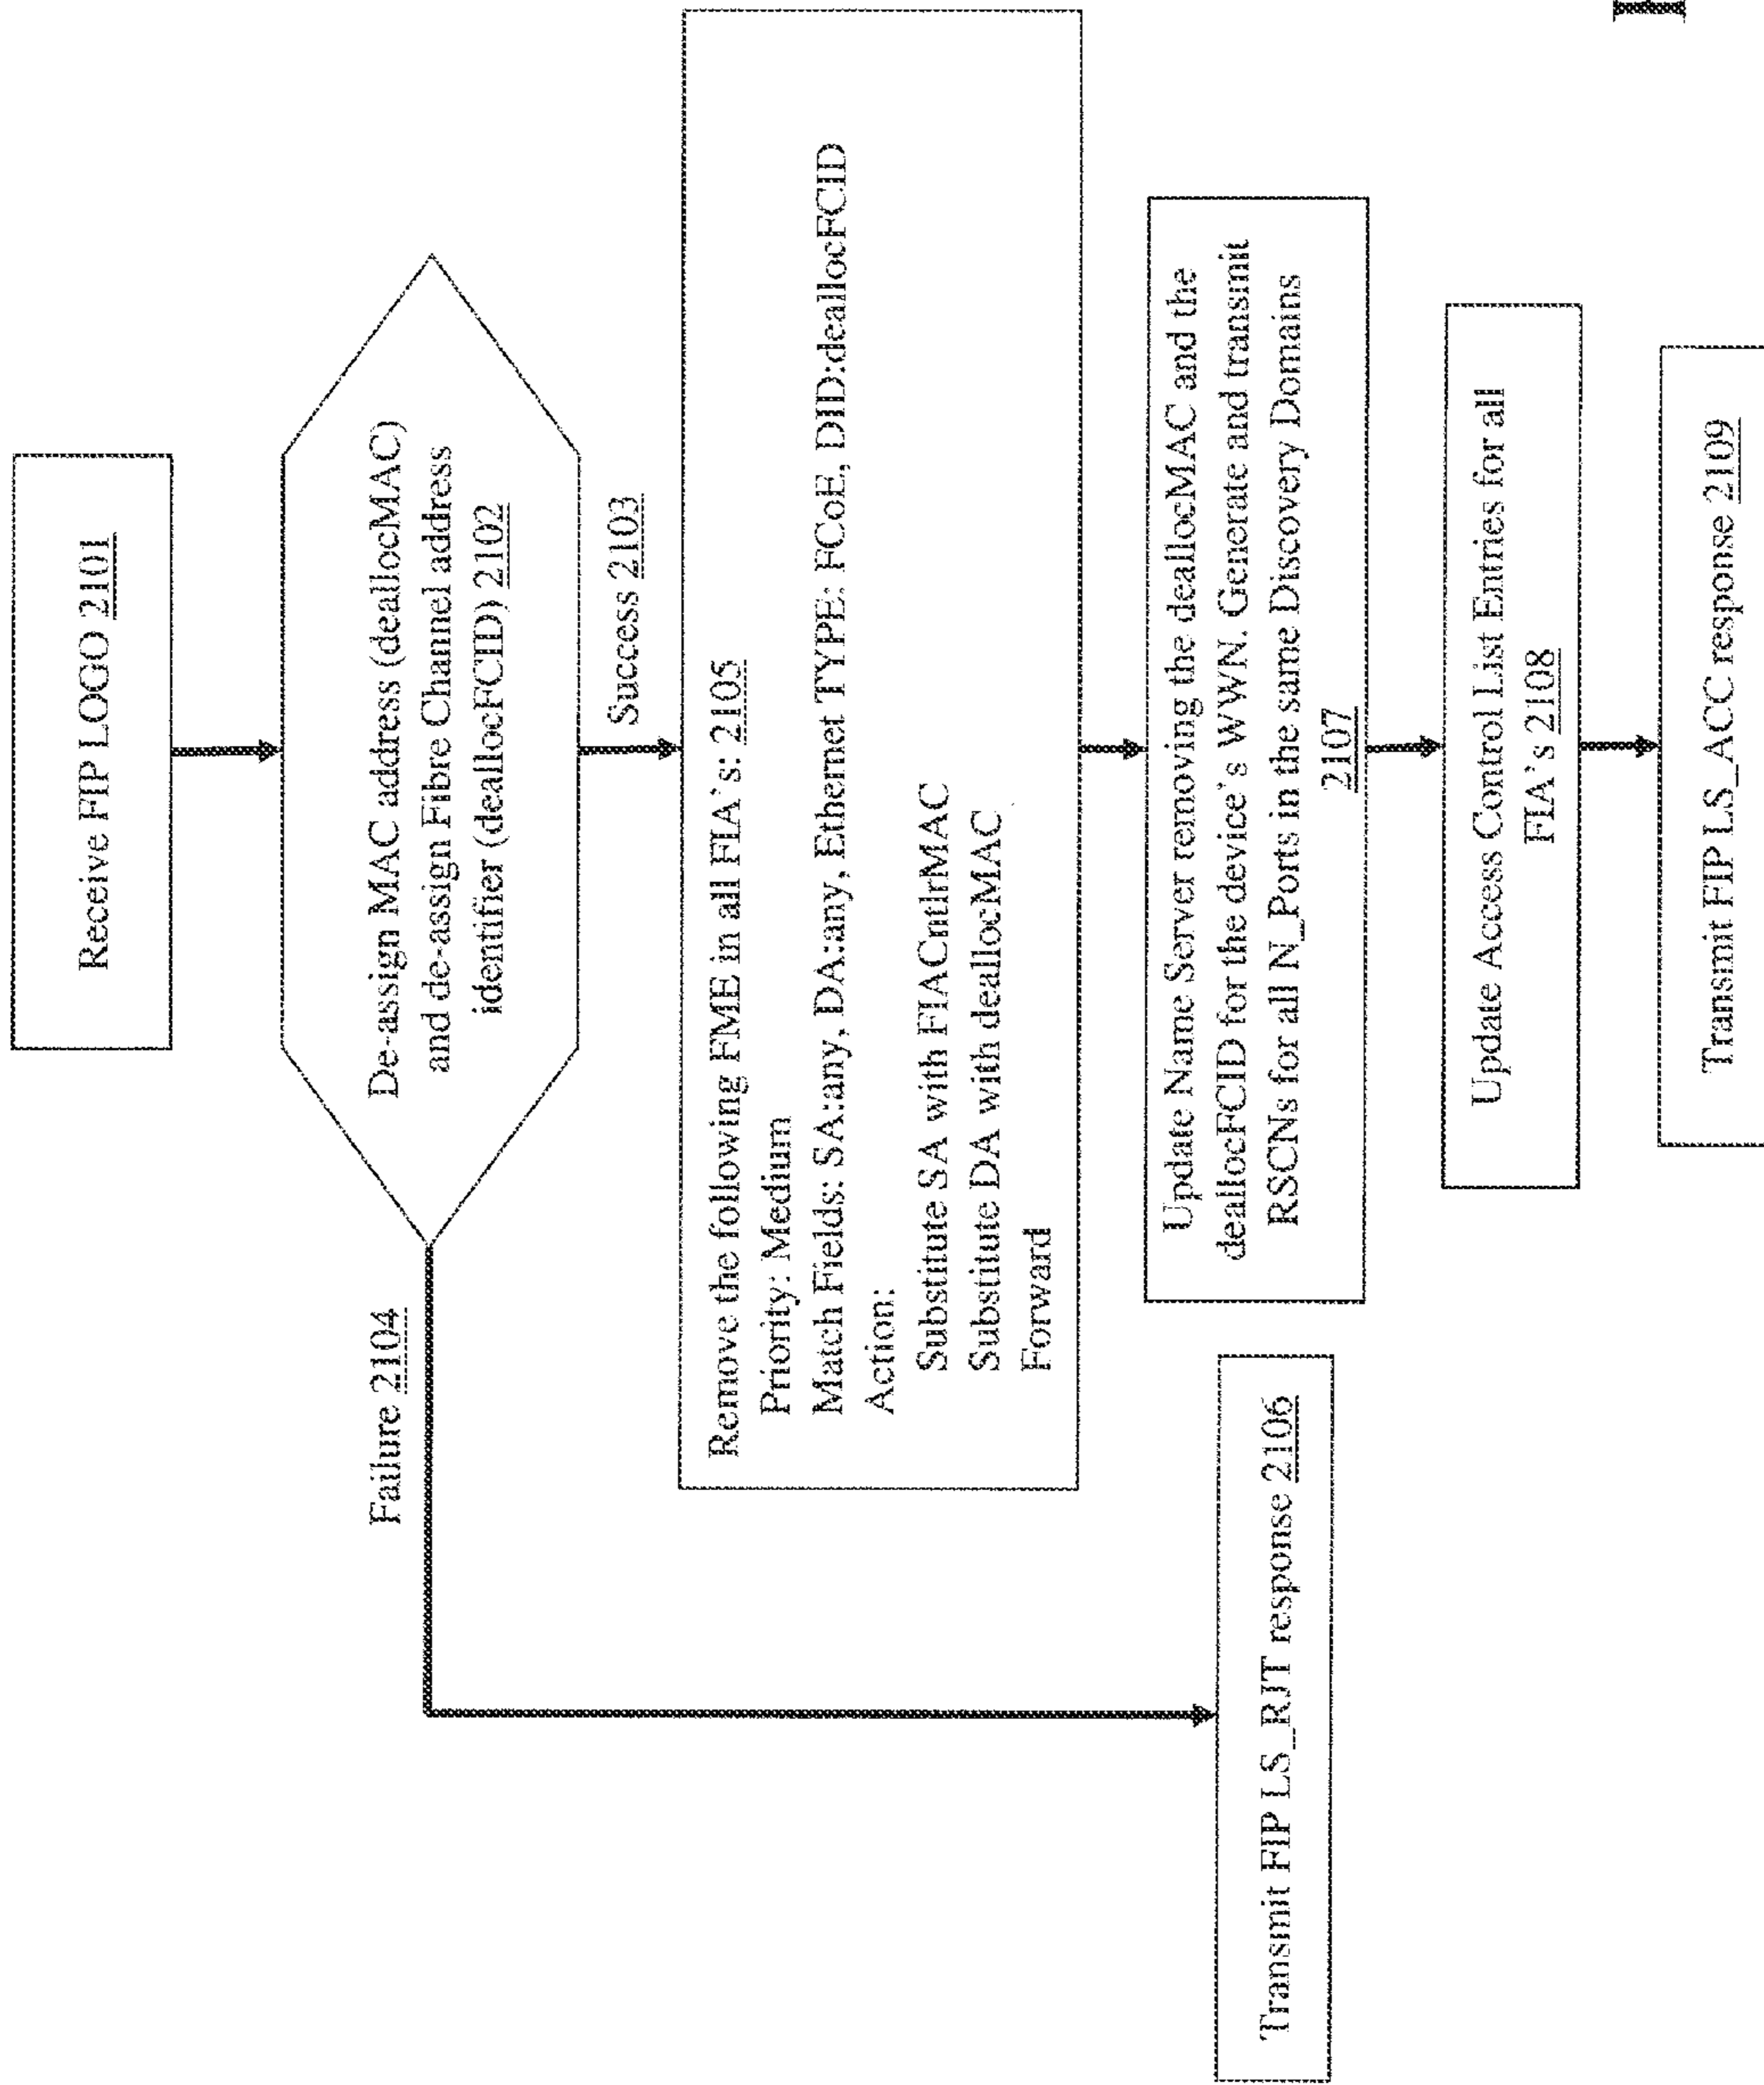 Receive FIP LOGO 2101
De-assign MAC address (deallocMAC)
and de-assign Fibre Channel address
identifier (deallocFCID) 2102
Success 2103
Failure 2104
Remove the following FME in all FIA`s: 2105
Priority: Medium
Match Fields: SA:any, DA:any, Ethernet TYPE: FCoE, DID:deallocFCID
Action:
Substitute SA with FIACntlrMAC
Substitute DA with deallocMAC
Forward
Transmit FIP LS_RJT response 2106
Update Name Server removing the deallocMAC and the
deallocFCID for the device`s WWN. Generate and transmit
RSCNs for all N_Ports in the same Discovery Domains
2107
Update Access Control List Entries for all
FIA`s 2108
Transmit FIP LS_ACC response 2109